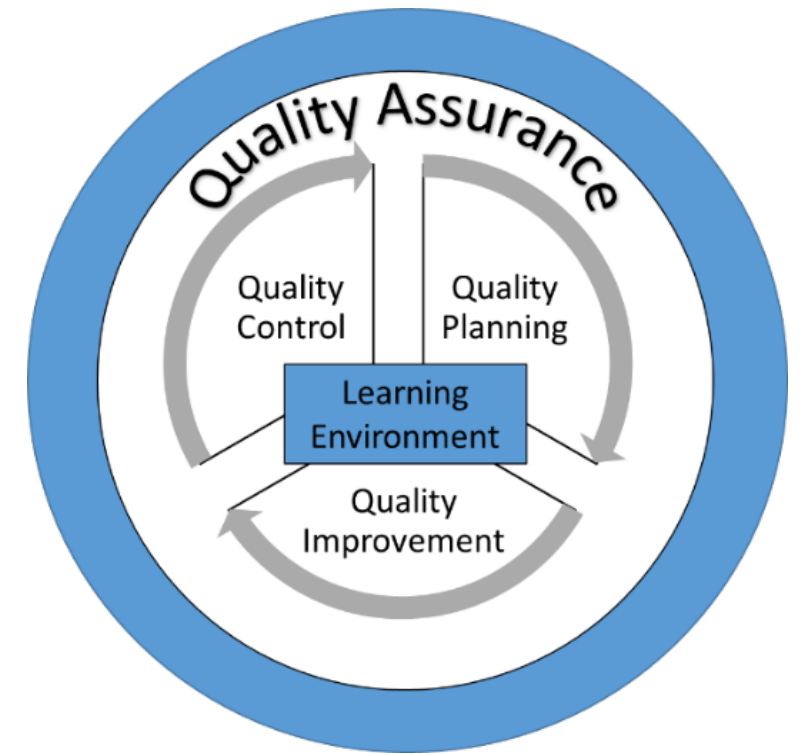 Quality Assurance
Quality
Control
Quality
Planning
Learning
Environment
Quality
Improvement